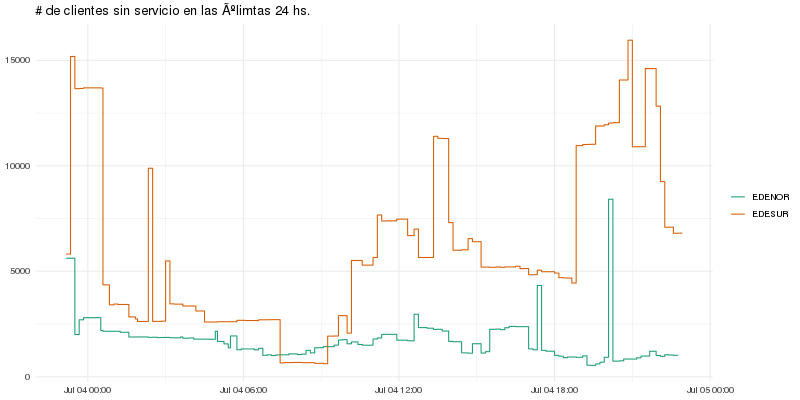 # de clientes sin servicio en las Ãºlimtas 24 hs.
15000
10000
5000
0
EDENOR
EDESUR
Jul 04 00:00
Jul 04 06:00
Jul 04 12:00
Jul 04 18:00
Jul 05 00:00